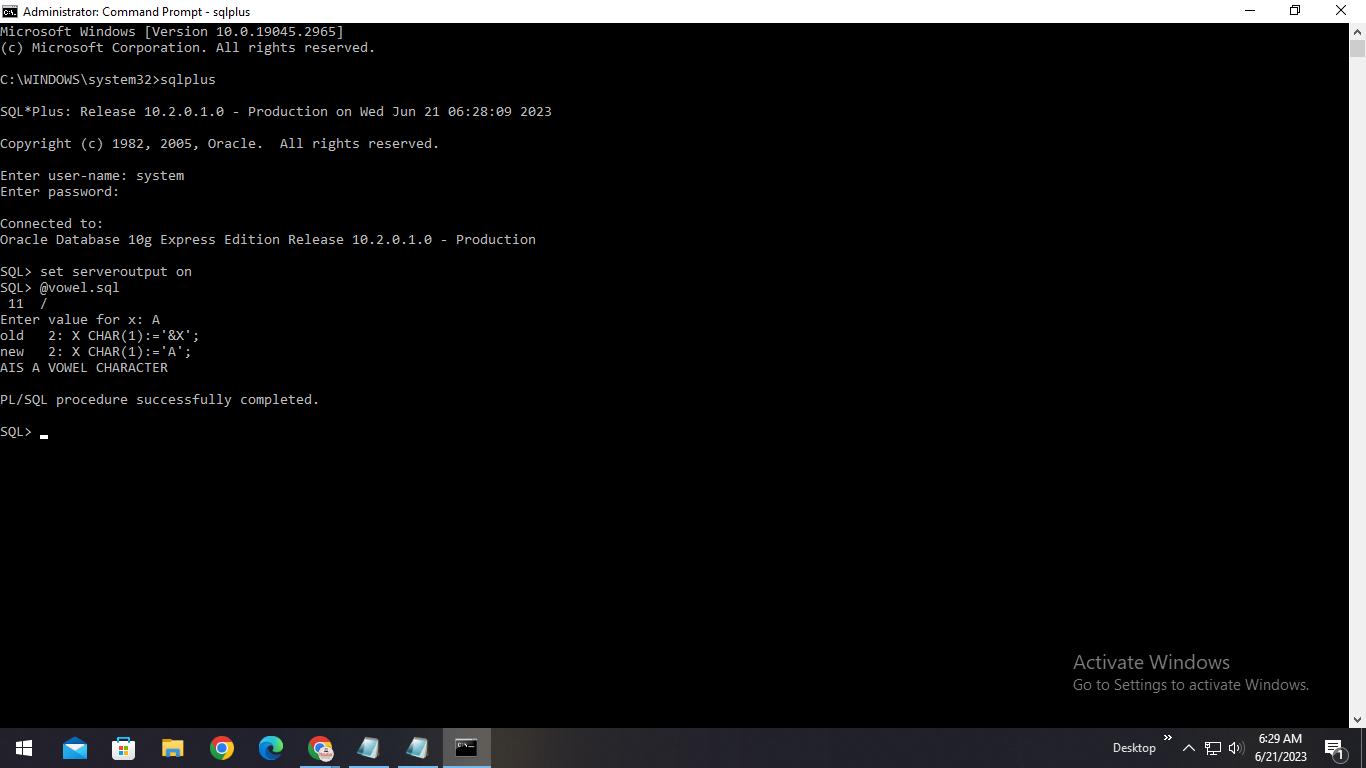 Administrator: Command Prompt - sqlplus
Microsoft Windows [Version 10.0.19045.2965]
(c) Microsoft Corporation. All rights reserved.
C:\WINDOWS\system32>sqlplus
SQL*Plus: Release 10.2.0.1.0 - Production on Wed Jun 21 06:28:09 2023
Copyright (c) 1982, 2005, Oracle.  All rights reserved.
Enter user-name: system
Enter password:
Connected to:
Oracle Database 10g Express Edition Release 10.2.0.1.0 - Production
SQL> set serveroutput on
SQL> @vowel.sql
 11  /
Enter value for x: A
old   2: X CHAR(1):='&X';
new   2: X CHAR(1):='A';
AIS A VOWEL CHARACTER
PL/SQL procedure successfully completed.
SQL>
Activate Windows
Go to Settings to activate Windows.
Desktop
6:29 AM
6/21/2023
1